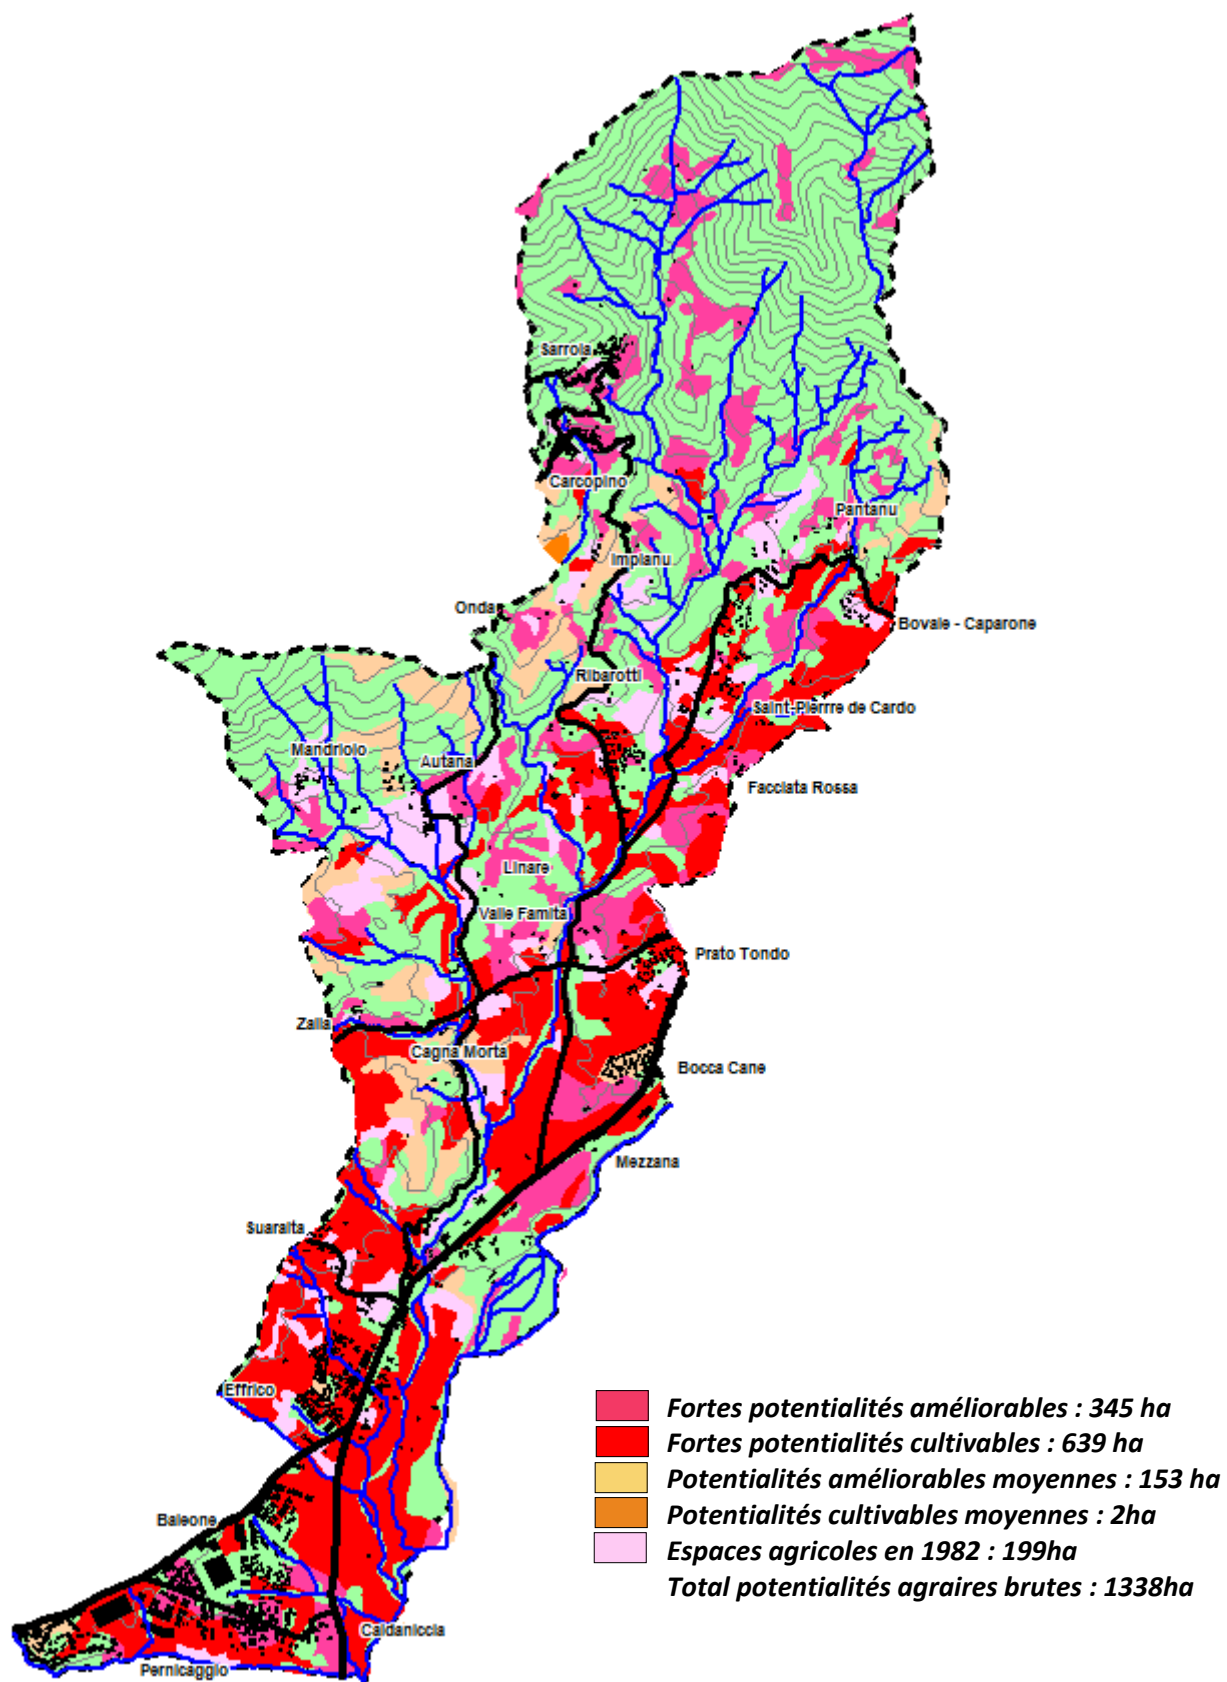 Sarrola
Carcopino
Pantanu
Implanu
Onda
Bovale - Caparone
Ribarotti
Saint-Pierrre de Cardo
Mandriolo
Autana
Facciata Rossa
Linare
Valle Famita
Prato Tondo
Zalla
Cagna Morta
Bocca Cane
Mezzana
Suaralta
Effrico
Fortes potentialités améliorables : 345 ha
Fortes potentialités cultivables : 639 ha
Potentialités améliorables moyennes : 153 ha
Potentialités cultivables moyennes : 2ha
Espaces agricoles en 1982 : 199ha
Total potentialités agraires brutes : 1338ha
Baleone
Caldaniccia
Pernicaggio